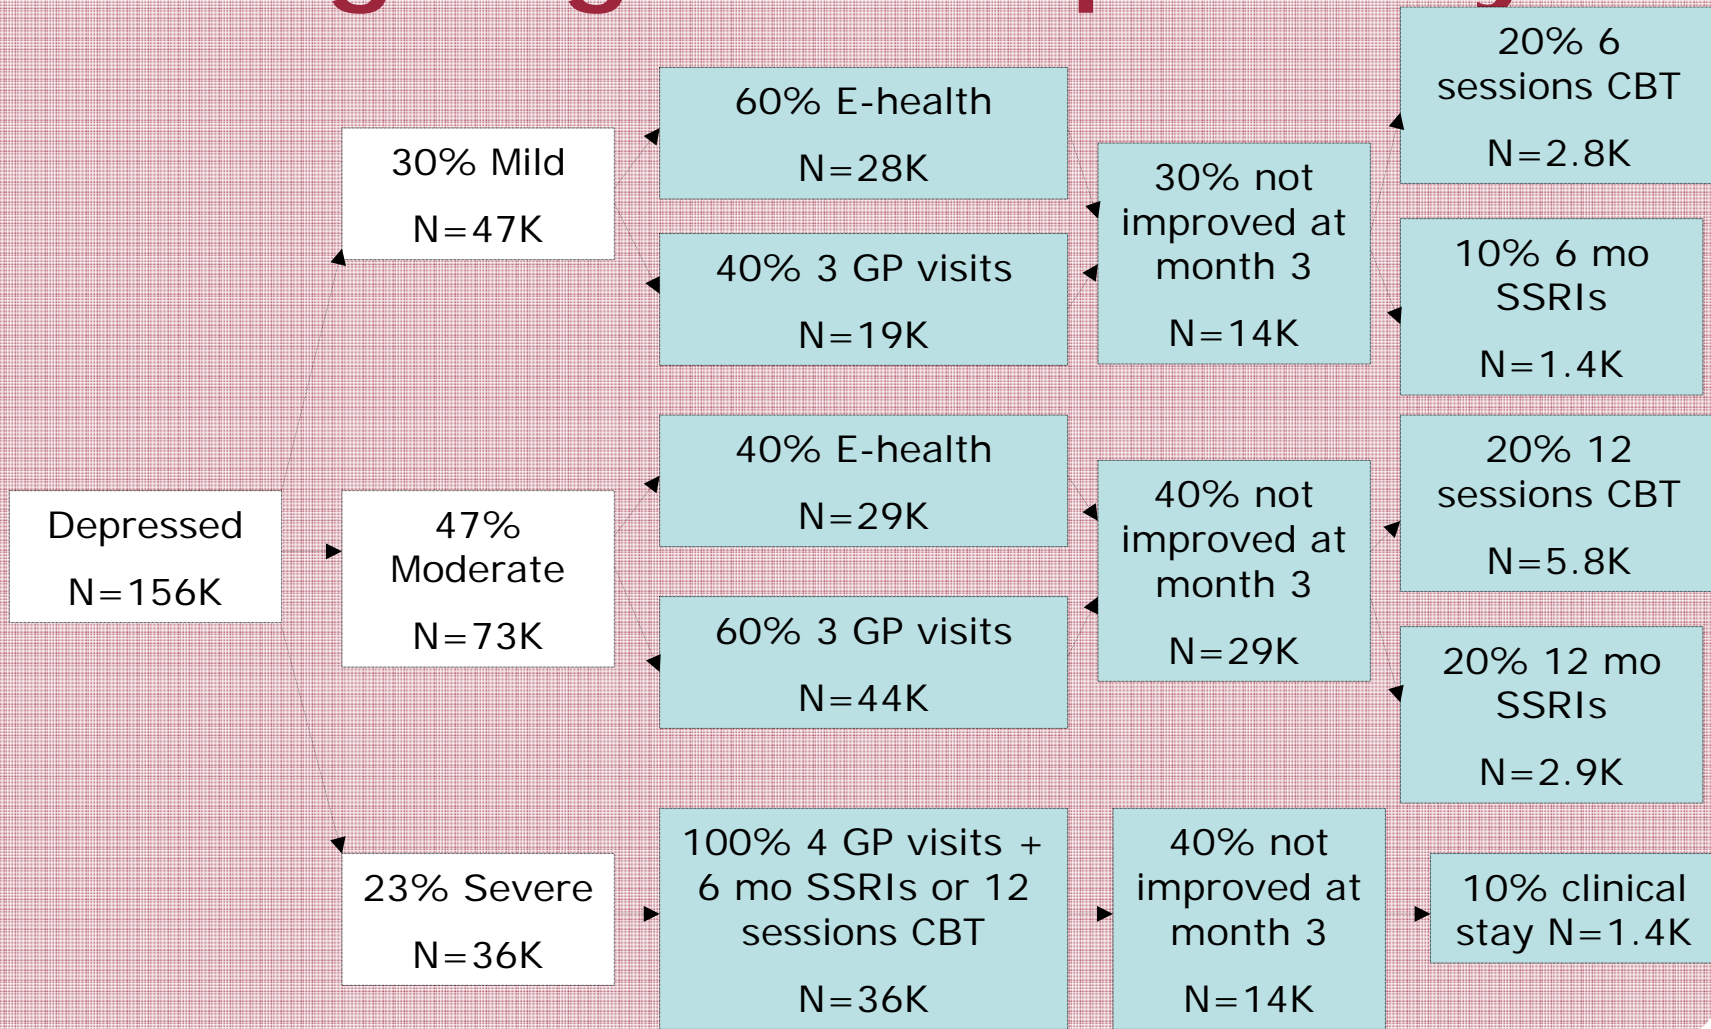 Depressed
N=156K
30% Mild
N=47K
60% E-health
N=28K
40% 3 GP visits
N=19K
30% not
improved at
month 3
N=14K
20% 6
sessions CBT
N=2.8K
10% 6 mo
SSRIs
N=1.4K
47%
Moderate
N=73K
40% E-health
N=29K
60% 3 GP visits
N=44K
40% not
improved at
month 3
N=29K
20% 12
sessions CBT
N=5.8K
20% 12 mo
SSRIs
N=2.9K
23% Severe
N=36K
100% 4 GP visits +
6 mo SSRIs or 12
sessions CBT
N=36K
40% not
improved at
month 3
N=14K
10% clinical
stay N=1.4K